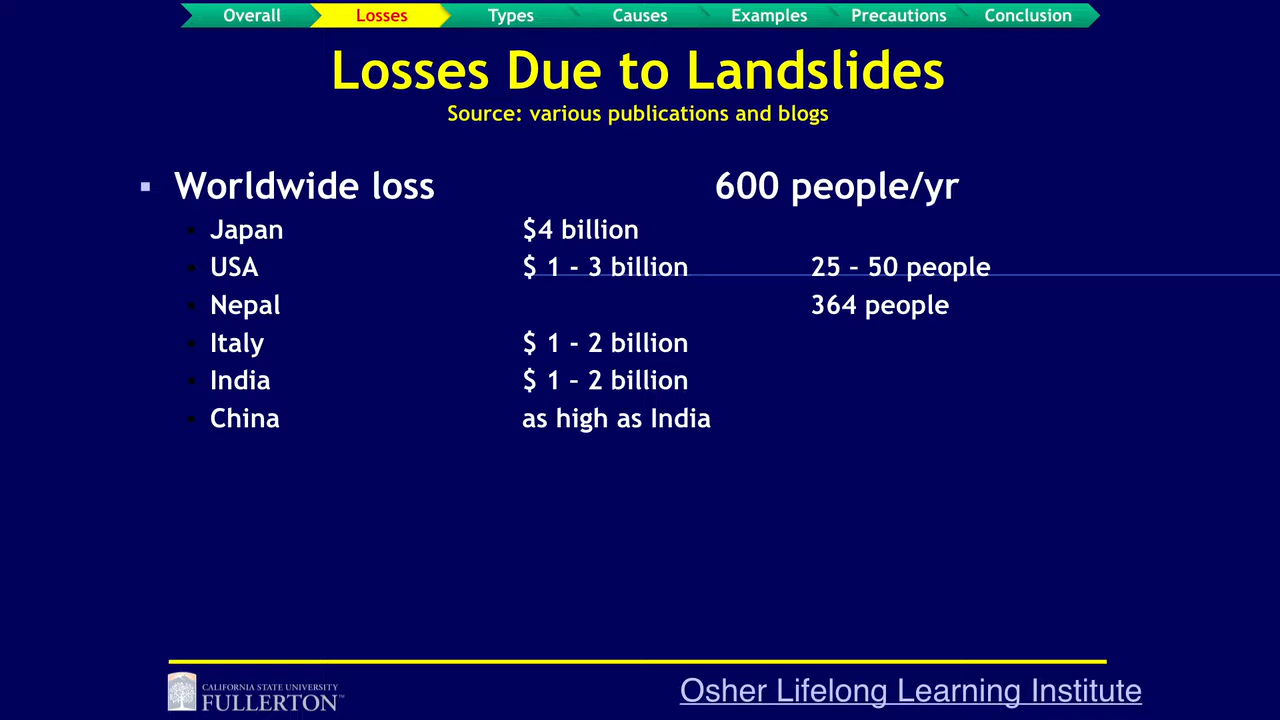 Overall Losses Types Causes Examples Precautions Conclusion
Losses Due to Landslides
Source: various publications and blogs
▪ Worldwide loss 600 people/yr
• Japan $4 billion
• USA $ 1 - 3 billion 25 – 50 people
• Nepal 364 people
• Italy $ 1 - 2 billion
• India $ 1 – 2 billion
• China as high as India
CALIFORNIA STATE UNIVERSITY
FULLERTON™
Osher Lifelong Learning Institute